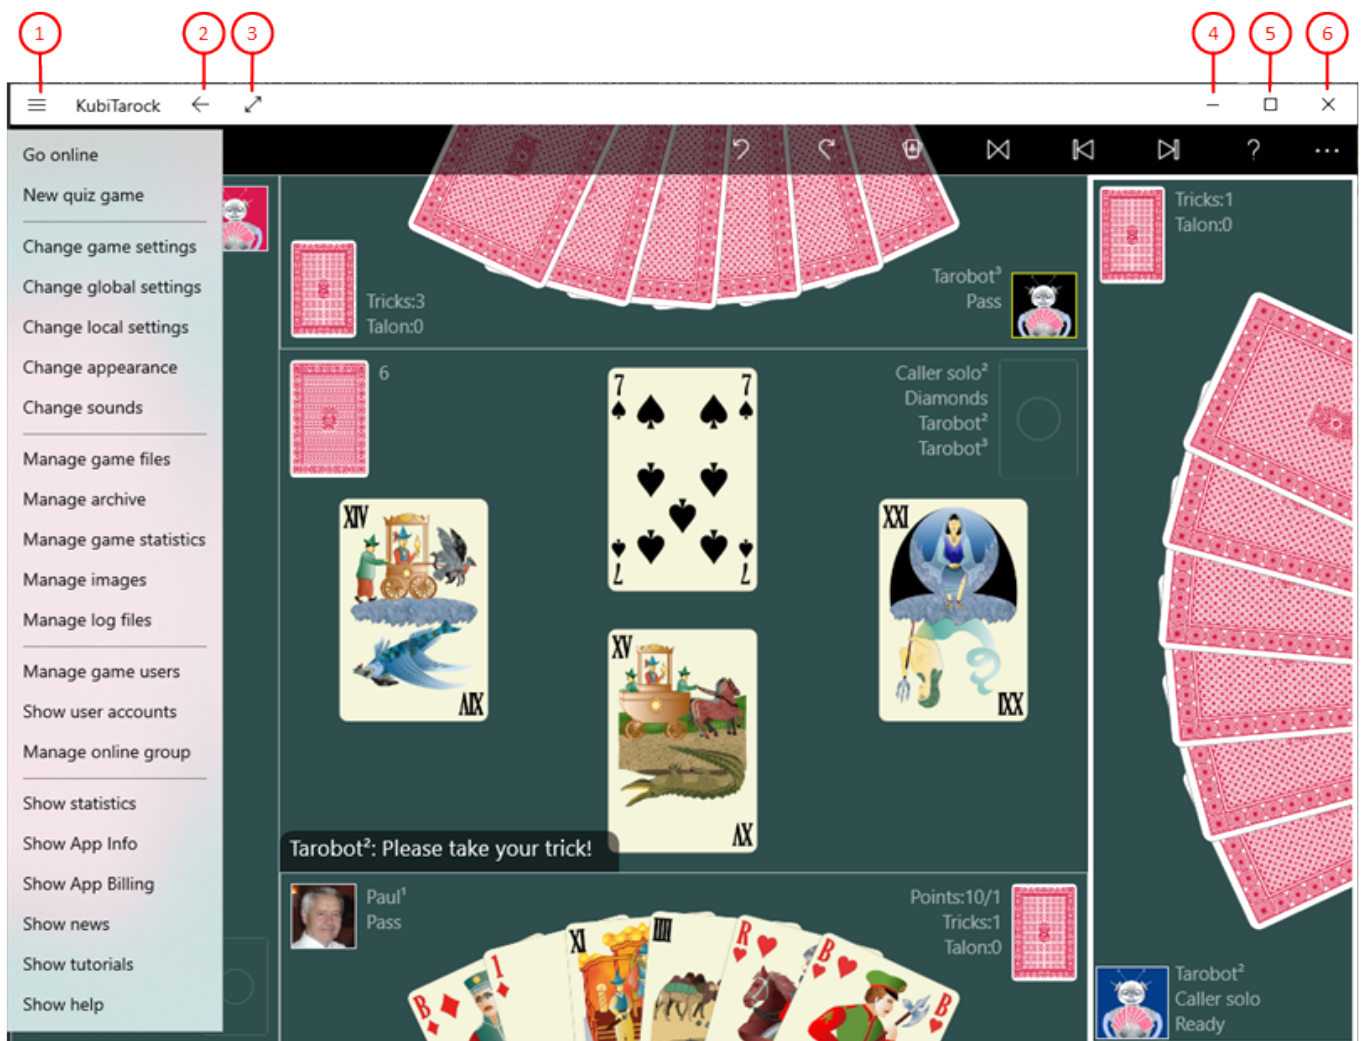 1
2
3
4
5
6
KubiTarock
Go online
New quiz game
Change game settings
Change global settings
Change local settings
Change appearance
Change sounds
Manage game files
Manage archive
Manage game statistics
Manage images
Manage log files
Manage game users
Show user accounts
Manage online group
Show statistics
Show App Info
Show App Billing
Show news
Show tutorials
Show help
?
Tricks:3
Talon:0
Tarobot³
Pass
Tricks:1
Talon:0
6
Caller solo²
Diamonds
Tarobot²
Tarobot³
7
7
7
7
XIV
XIV
XXI
XXI
XV
XV
Tarobot²: Please take your trick!
Paul¹
Pass
Points:10/1
Tricks:1
Talon:0
B
1
XI
IIII
R
B
B
Tarobot²
Caller solo
Ready